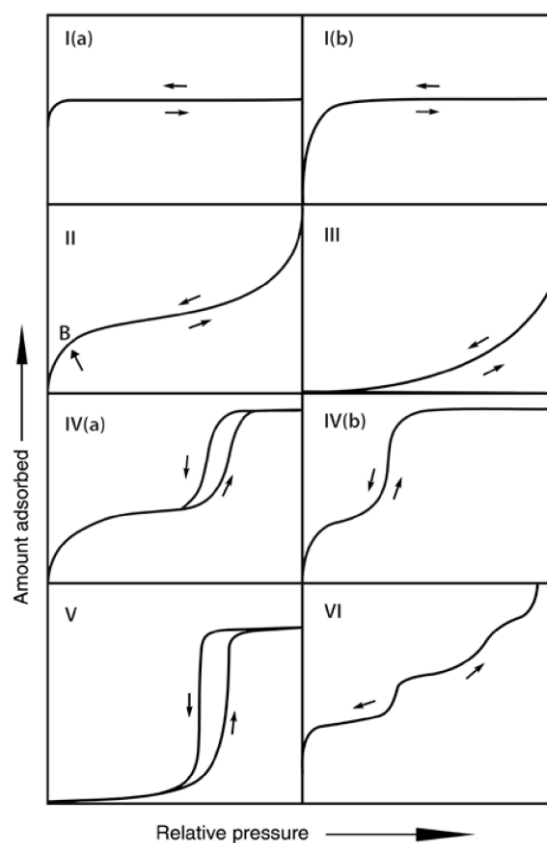 I(a)
I(b)
II
III
B
IV(a)
IV(b)
V
VI
Amount adsorbed
Relative pressure